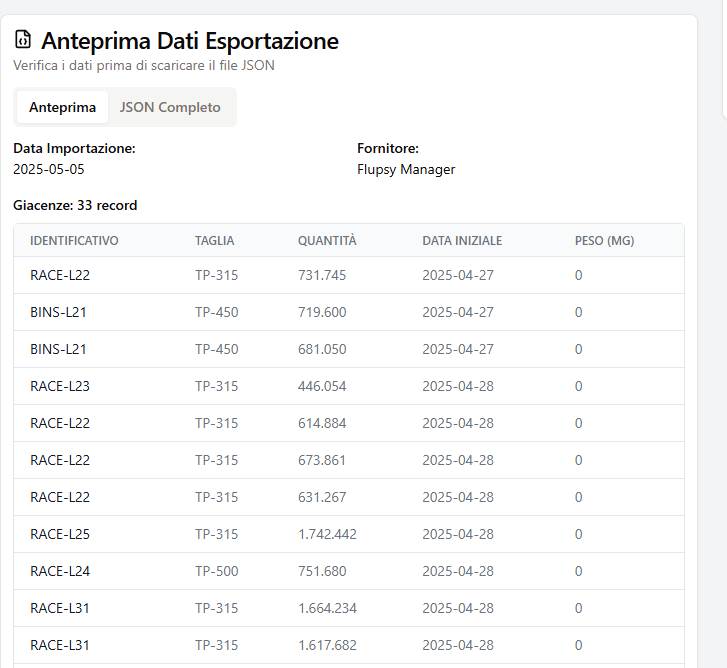 Anteprima Dati Esportazione
Verifica i dati prima di scaricare il file JSON
Anteprima JSON Completo
Data Importazione: Fornitore:
2025-05-05 Flupsy Manager
Giacenze: 33 record
IDENTIFICATIVO TAGLIA QUANTITÀ DATA INIZIALE PESO (MG)
RACE-L22 TP-315 731.745 2025-04-27 0
BINS-L21 TP-450 719.600 2025-04-27 0
BINS-L21 TP-450 681.050 2025-04-27 0
RACE-L23 TP-315 446.054 2025-04-28 0
RACE-L22 TP-315 614.884 2025-04-28 0
RACE-L22 TP-315 673.861 2025-04-28 0
RACE-L22 TP-315 631.267 2025-04-28 0
RACE-L25 TP-315 1.742.442 2025-04-28 0
RACE-L24 TP-500 751.680 2025-04-28 0
RACE-L31 TP-315 1.664.234 2025-04-28 0
RACE-L31 TP-315 1.617.682 2025-04-28 0